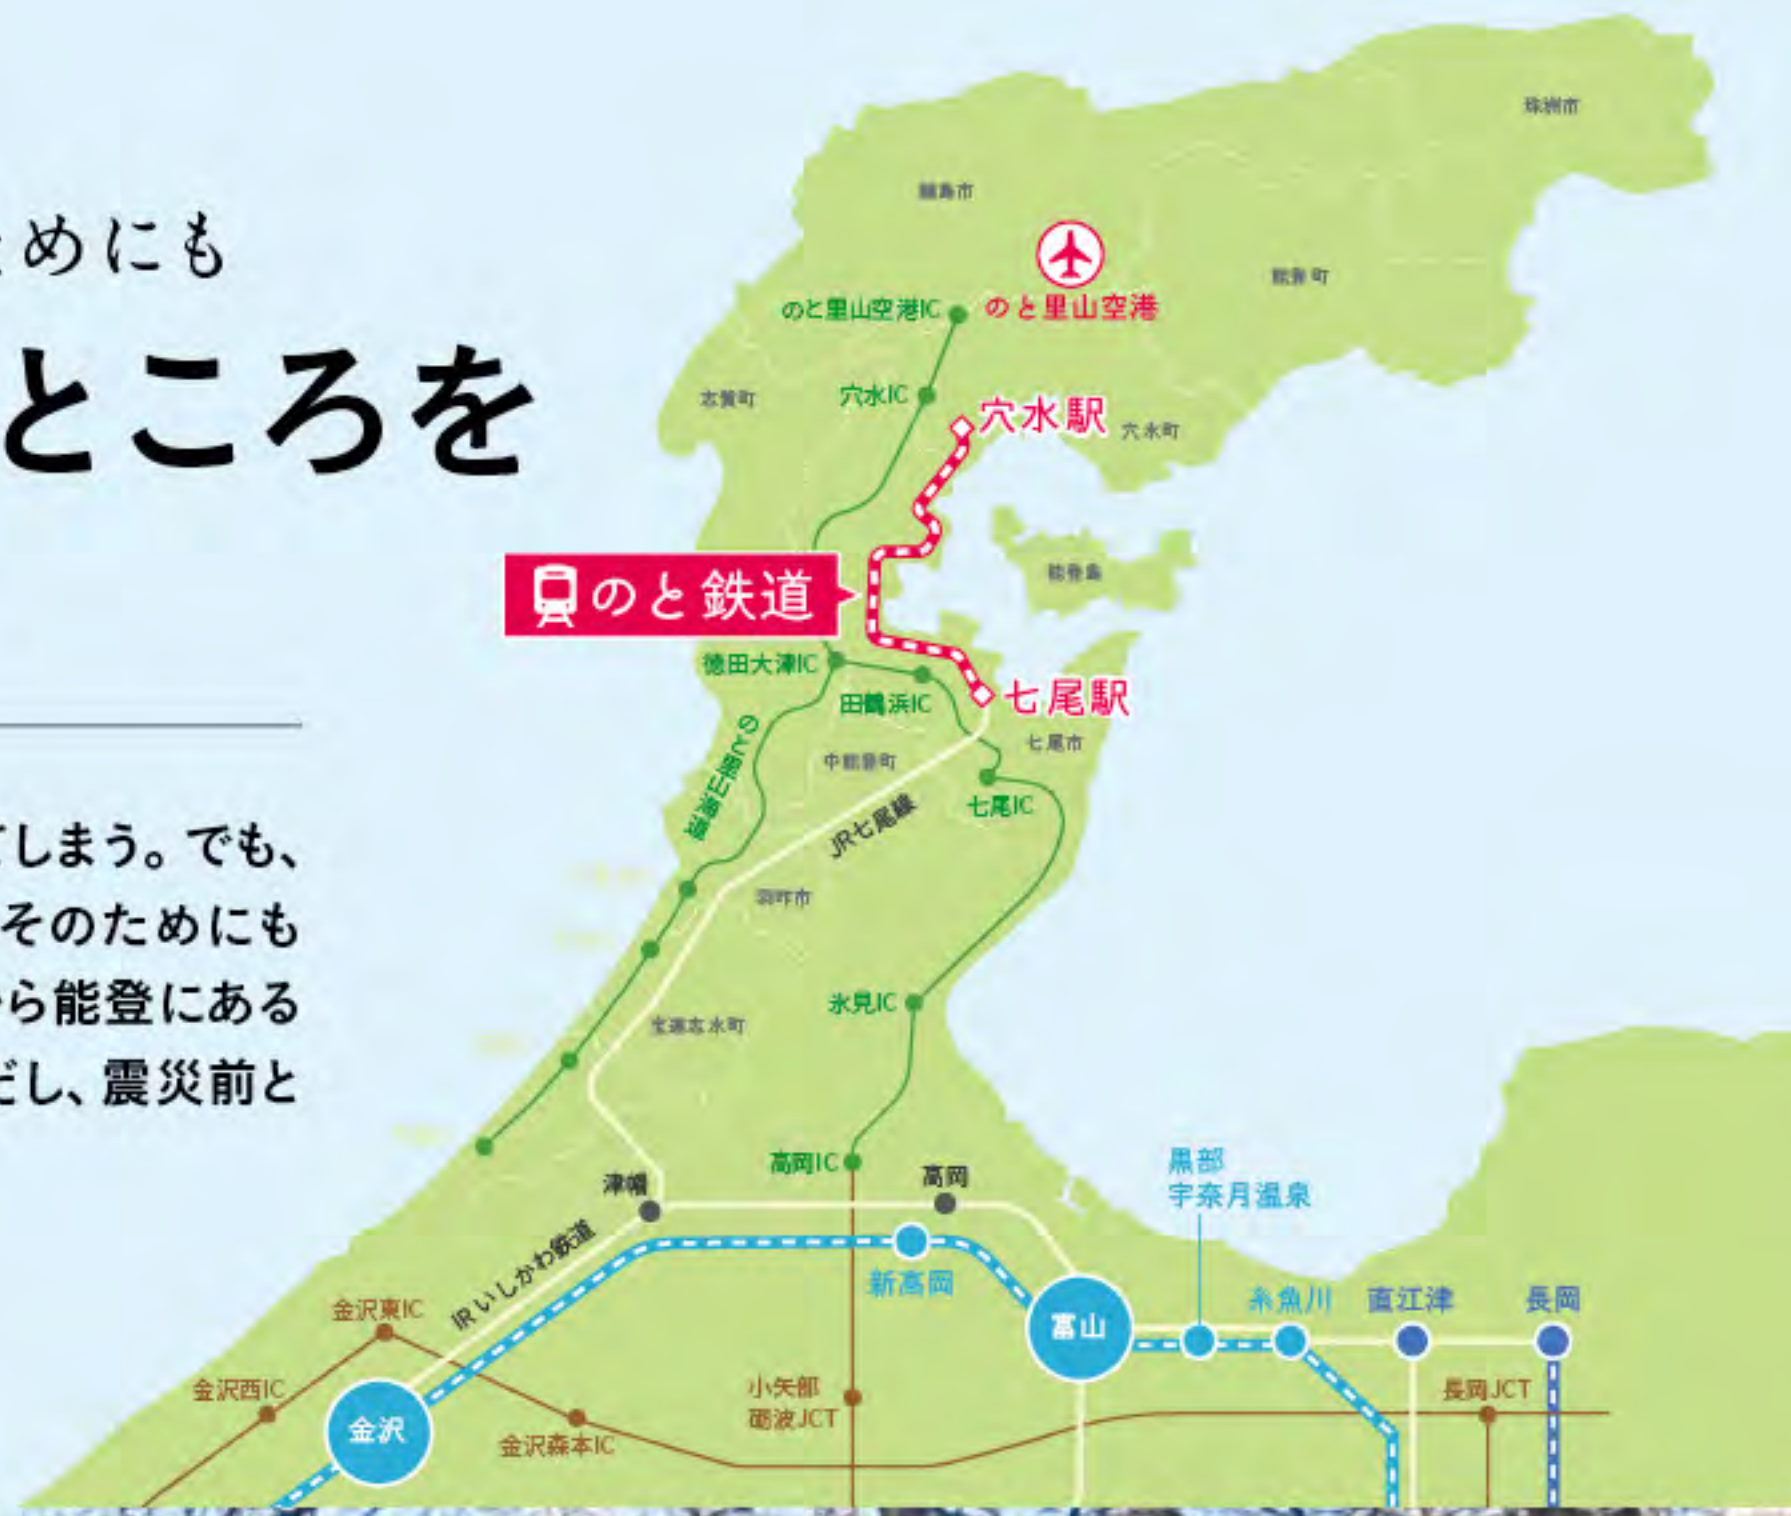 めにも
ところを
しまう。でも、
そのためにも
ら能登にある
だし、震災前と
珠洲市
輪島市
能登町
のと里山空港IC
のと里山空港
穴水IC
志賀町
穴水駅
穴水町
のと鉄道
能登島
徳田大津IC
田鶴浜IC
七尾駅
七尾市
のと里山海道
中能登町
七尾IC
JR七尾線
羽咋市
氷見IC
宝達志水町
高岡IC
高岡
津幡
黒部
宇奈月温泉
IRいしかわ鉄道
新高岡
金沢東IC
富山
糸魚川
直江津
長岡
金沢西IC
金沢
金沢森本IC
小矢部
砺波JCT
長岡JCT